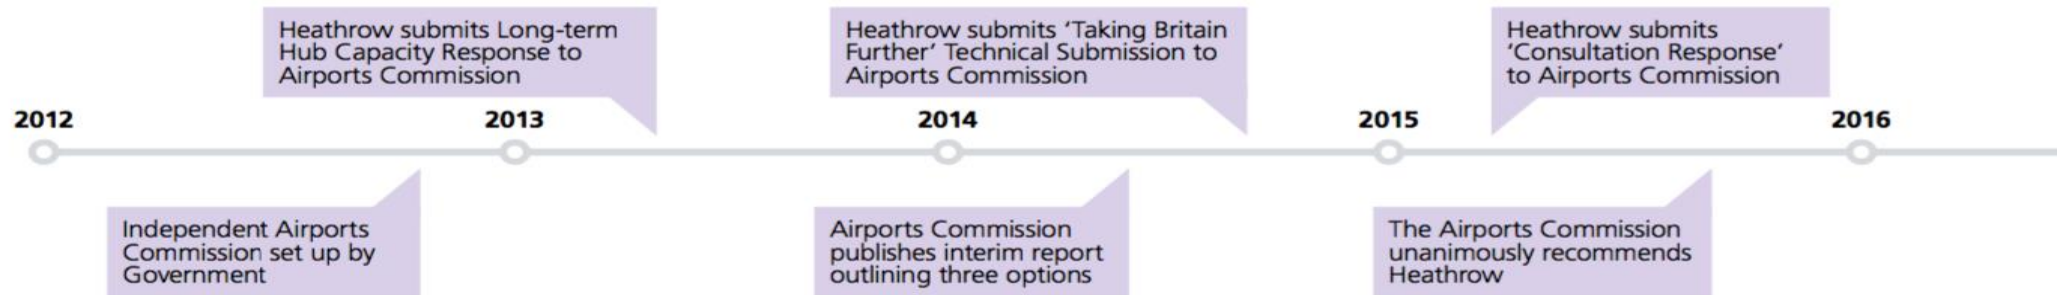 Heathrow submits Long-term
Hub Capacity Response to
Airports Commission
Heathrow submits ‘Taking Britain
Further’ Technical Submission to
Airports Commission
Heathrow submits
‘Consultation Response’
to Airports Commission
2012
2013
2014
2015
2016
Independent Airports
Commission set up by
Government
Airports Commission
publishes interim report
outlining three options
The Airports Commission
unanimously recommends
Heathrow